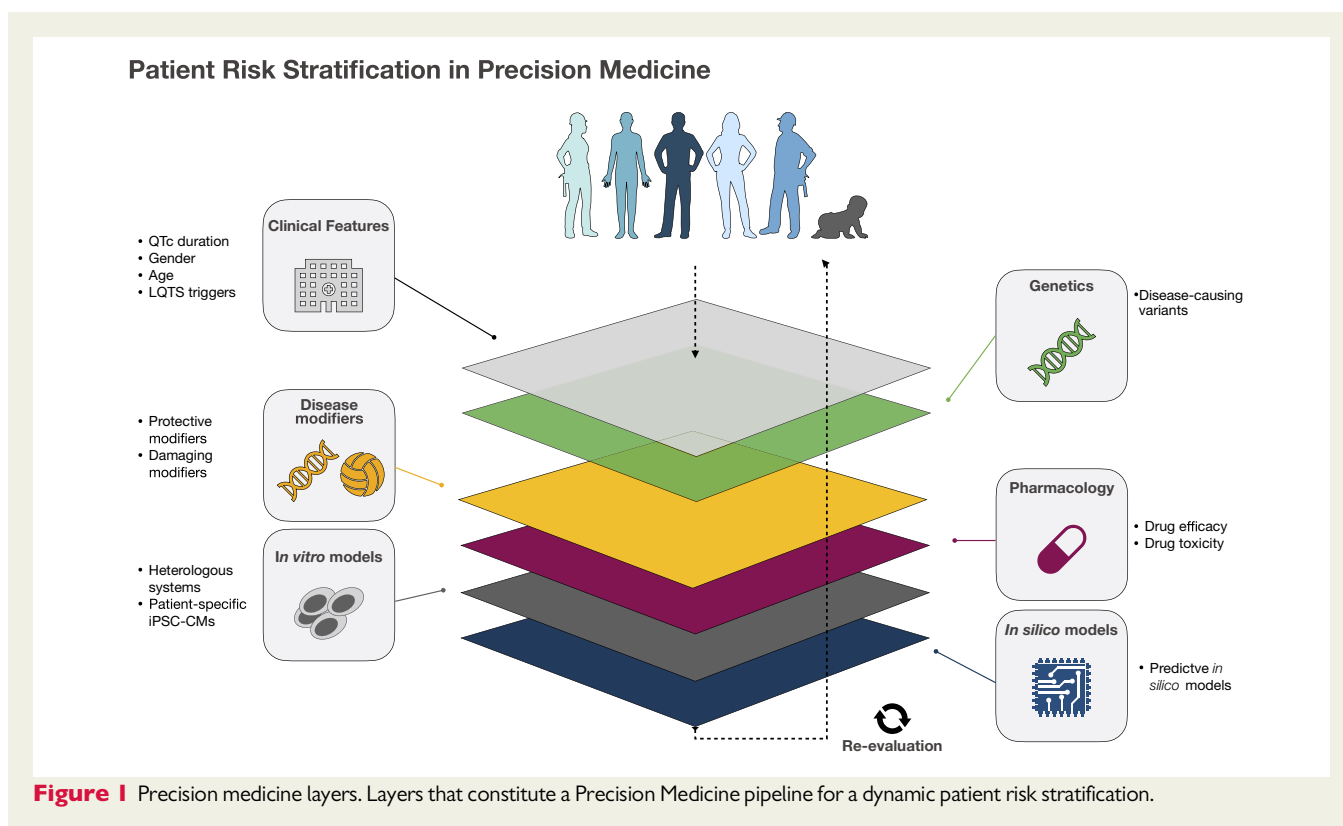 Patient Risk Stratification in Precision Medicine
Clinical Features
• QTc duration
• Gender
• Age
• LQTS triggers
Genetics
•Disease-causing
variants
Disease
modifiers
• Protective
modifiers
• Damaging
modifiers
Pharmacology
• Drug efficacy
• Drug toxicity
In vitro models
• Heterologous
systems
• Patient-specific
iPSC-CMs
In silico models
• Predictve in
silico models
Re-evaluation
Figure 1 Precision medicine layers. Layers that constitute a Precision Medicine pipeline for a dynamic patient risk stratification.